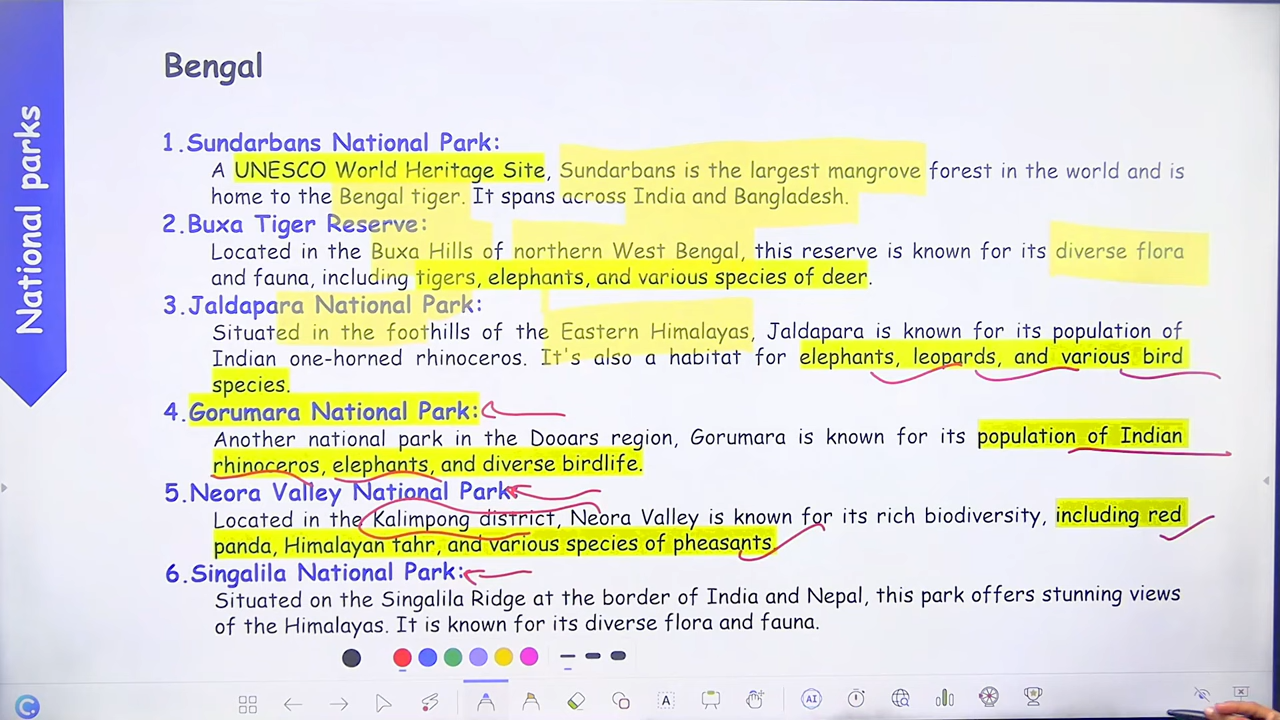 National parks
Bengal
1.Sundarbans National Park:
A UNESCO World Heritage Site, Sundarbans is the largest mangrove forest in the world and is
home to the Bengal tiger. It spans across India and Bangladesh.
2.Buxa Tiger Reserve:
Located in the Buxa Hills of northern West Bengal, this reserve is known for its diverse flora
and fauna, including tigers, elephants, and various species of deer.
3.Jaldapara National Park:
Situated in the foothills of the Eastern Himalayas, Jaldapara is known for its population of
Indian one-horned rhinoceros. It's also a habitat for elephants, leopards, and various bird
species.
4.Gorumara National Park:
Another national park in the Dooars region, Gorumara is known for its population of Indian
rhinoceros, elephants, and diverse birdlife.
5.Neora Valley National Park
Located in the Kalimpong district, Neora Valley is known for its rich biodiversity, including red
panda, Himalayan tahr, and various species of pheasants.
6.Singalila National Park:
Situated on the Singalila Ridge at the border of India and Nepal, this park offers stunning views
of the Himalayas. It is known for its diverse flora and fauna.
A
AI